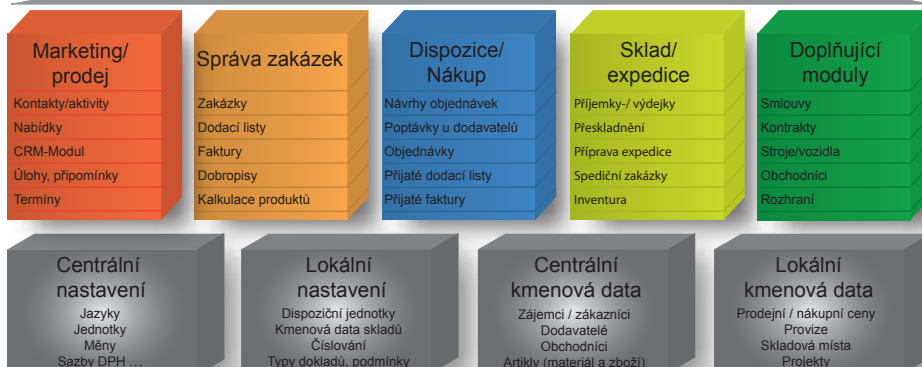 Marketing/
prodej
Kontakty/aktivity
Nabídky
CRM-Modul
Úlohy, připomínky
Termíny
Správa zakázek
Zakázky
Dodací listy
Faktury
Dobropisy
Kalkulace produktů
Dispozice/
Nákup
Návrhy objednávek
Poptávky u dodavatelů
Objednávky
Přijaté dodací listy
Přijaté faktury
Sklad/
expedice
Příjemky-/ výdejky
Přeskladnění
Příprava expedice
Spediční zakázky
Inventura
Doplňující
moduly
Smlouvy
Kontrakty
Stroje/vozidla
Obchodníci
Rozhraní
Centrální
nastavení
Jazyky
Jednotky
Měny
Sazby DPH ...
Lokální
nastavení
Dispoziční jednotky
Kmenová data skladů
Číslování
Typy dokladů, podmínky
Centrální
kmenová data
Zájemci / zákazníci
Dodavatelé
Obchodníci
Artikly (materiál a zboží)
Lokální
kmenová data
Prodejní / nákupní ceny
Provize
Skladová místa
Projekty